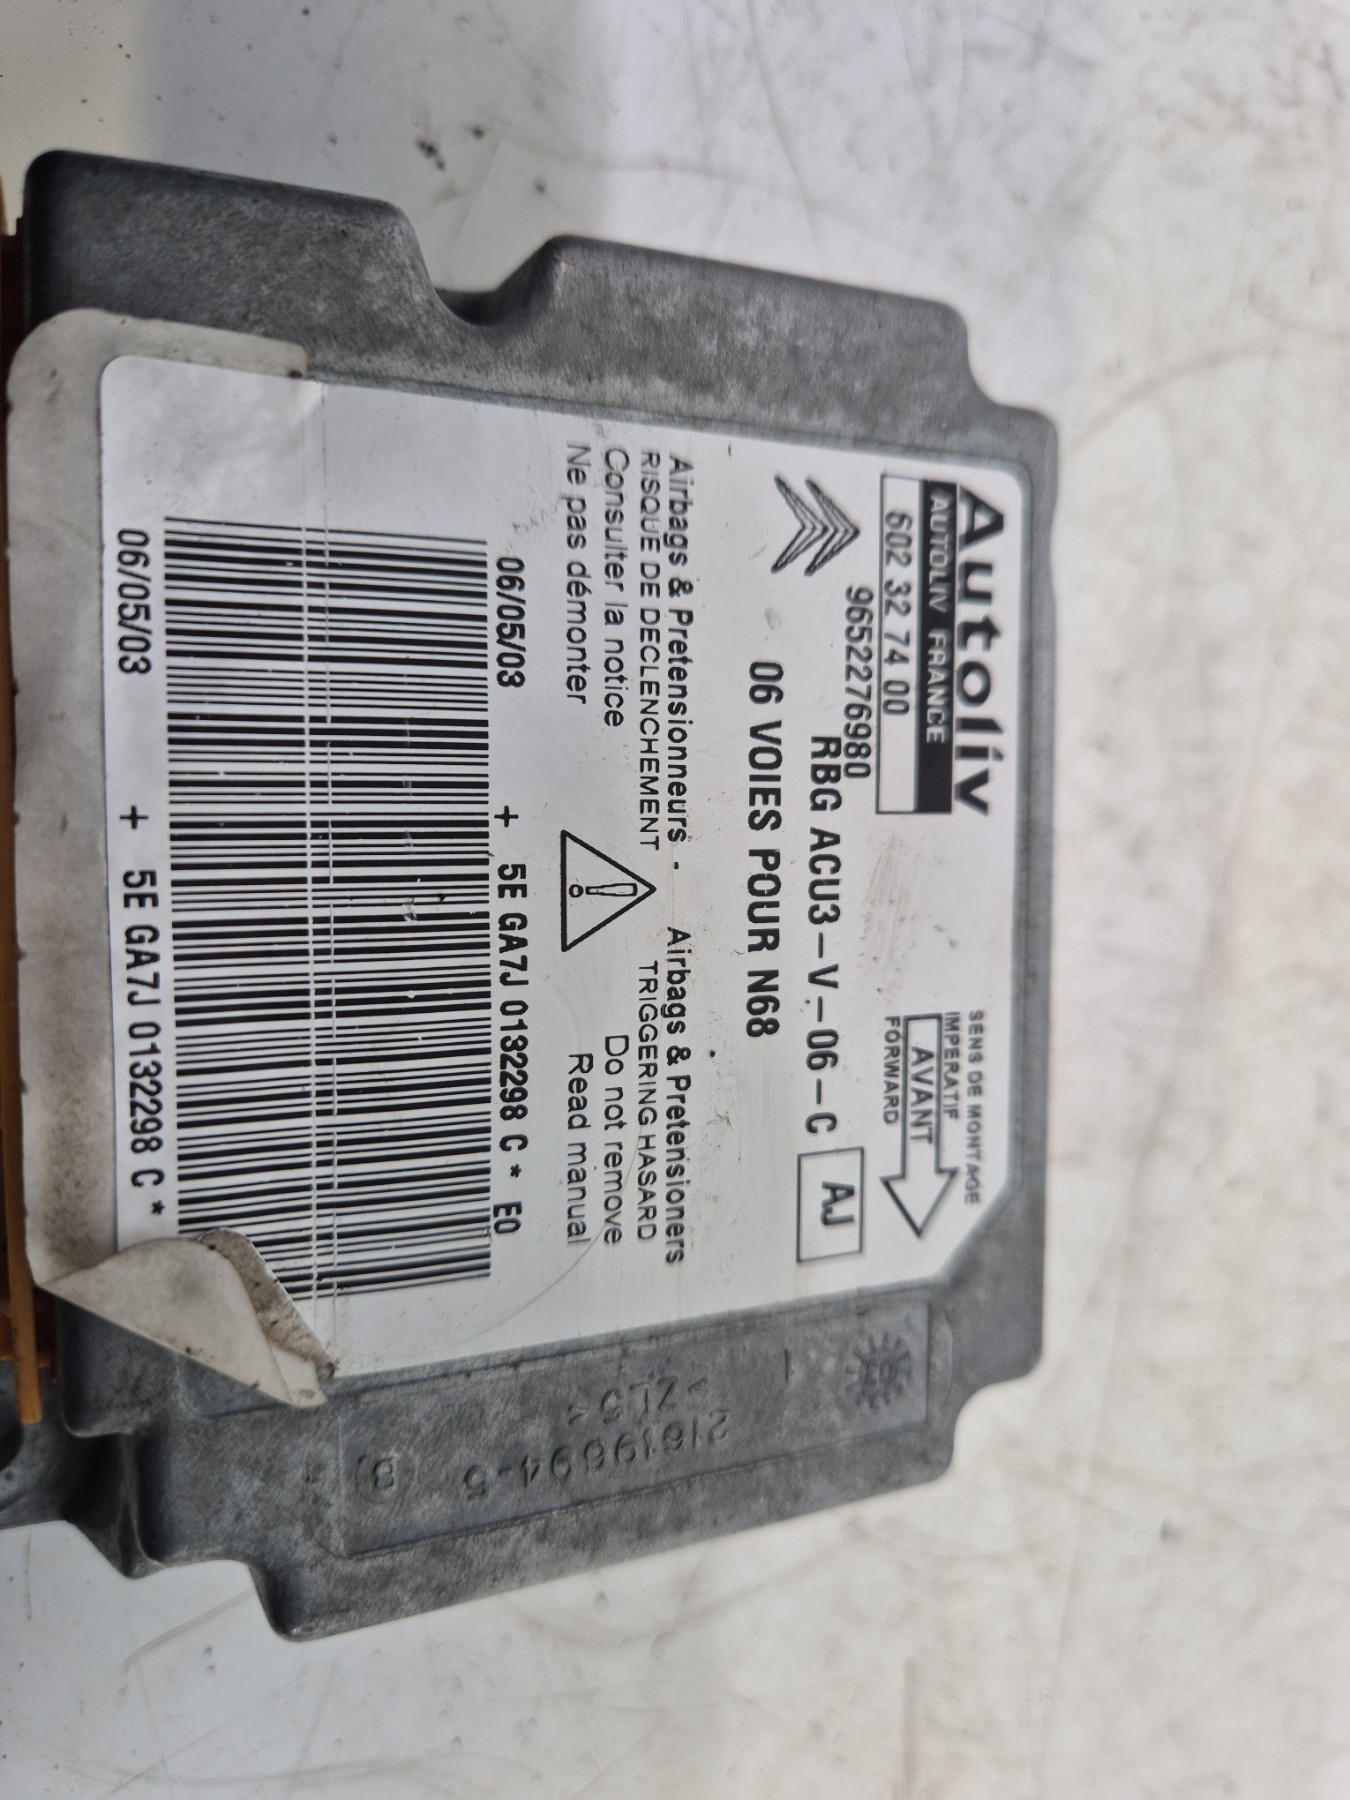 Autoliv
AUTOLIV FRANCE
602 32 74 00
SENS DE MONTAGE
IMPERATIF
AVANT
FORWARD
9652276980
RBG ACU3-V-06-C AJ
06 VOIES POUR N68
Airbags & Pretensionneurs - Airbags & Pretensioners
RISQUE DE DECLENCHEMENT TRIGGERING HASARD
Consulter la notice Do not remove
Ne pas démonter Read manual
06/05/03 + 5E GA7J 0132298 C * E0
06/05/03 + 5E GA7J 0132298 C *